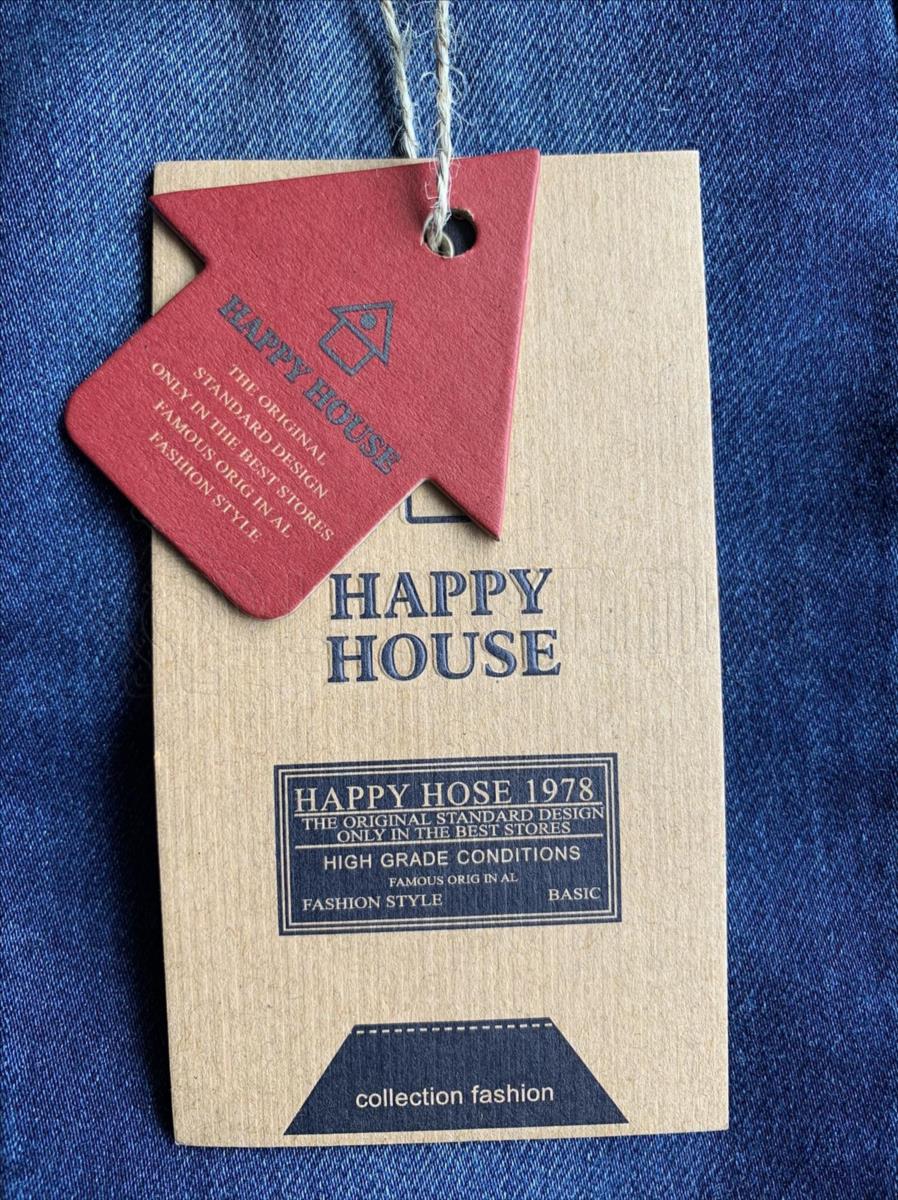 HAPPY HOUSE
THE ORIGINAL
STANDARD DESIGN
ONLY IN THE BEST STORES
FAMOUS ORIG IN AL
FASHION STYLE
HAPPY
HOUSE
HAPPY HOSE 1978
THE ORIGINAL STANDARD DESIGN
ONLY IN THE BEST STORES
HIGH GRADE CONDITIONS
FAMOUS ORIG IN AL
FASHION STYLE BASIC
collection fashion